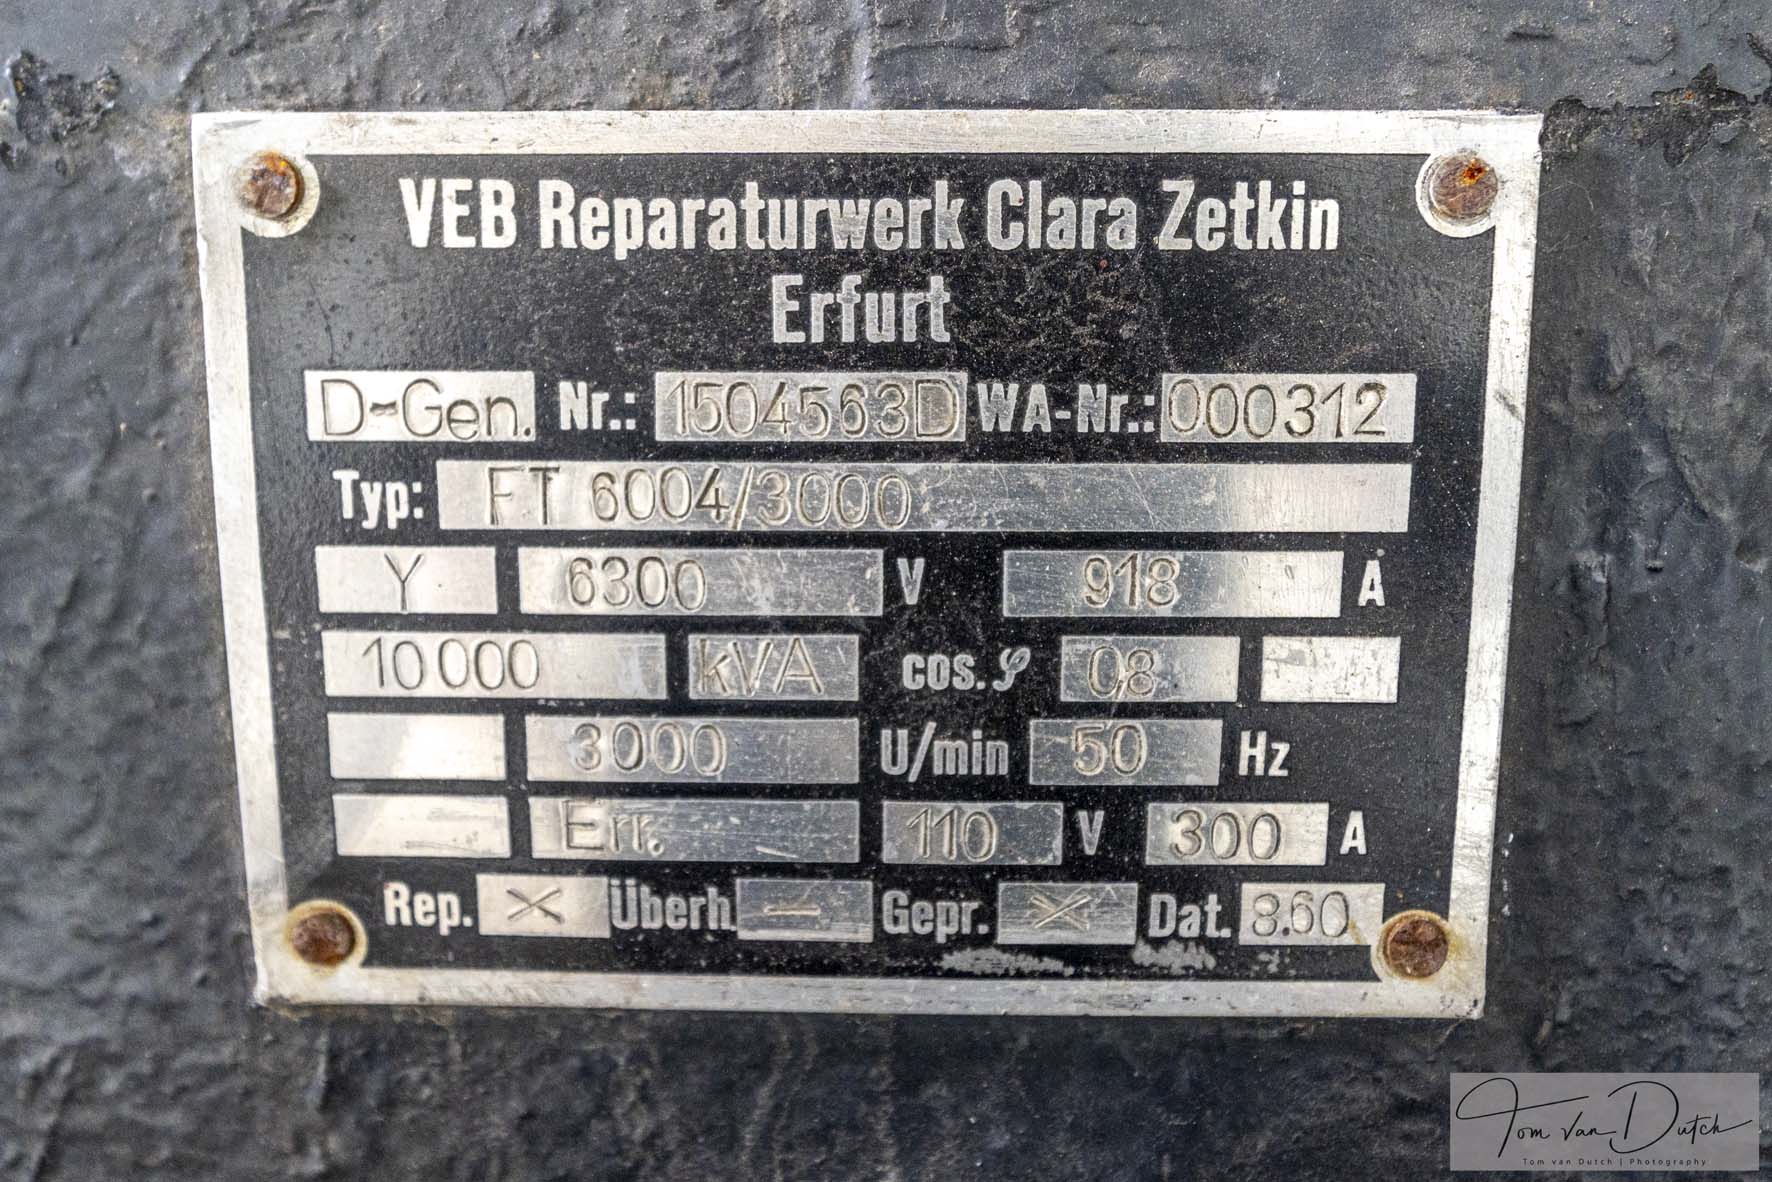 VEB Reparaturwerk Clara Zetkin
Erfurt
D-Gen. Nr.: 1504563D WA-Nr.: 000312
Typ: FT 6004/3000
Y 6300 V 918 A
10 000 kVA cos. φ 0,8
3000 U/min 50 Hz
Err. 110 V 300 A
Rep. X Überh. – Gepr. X Dat. 8.60
Tom van Dutch
Tom van Dutch | Photography